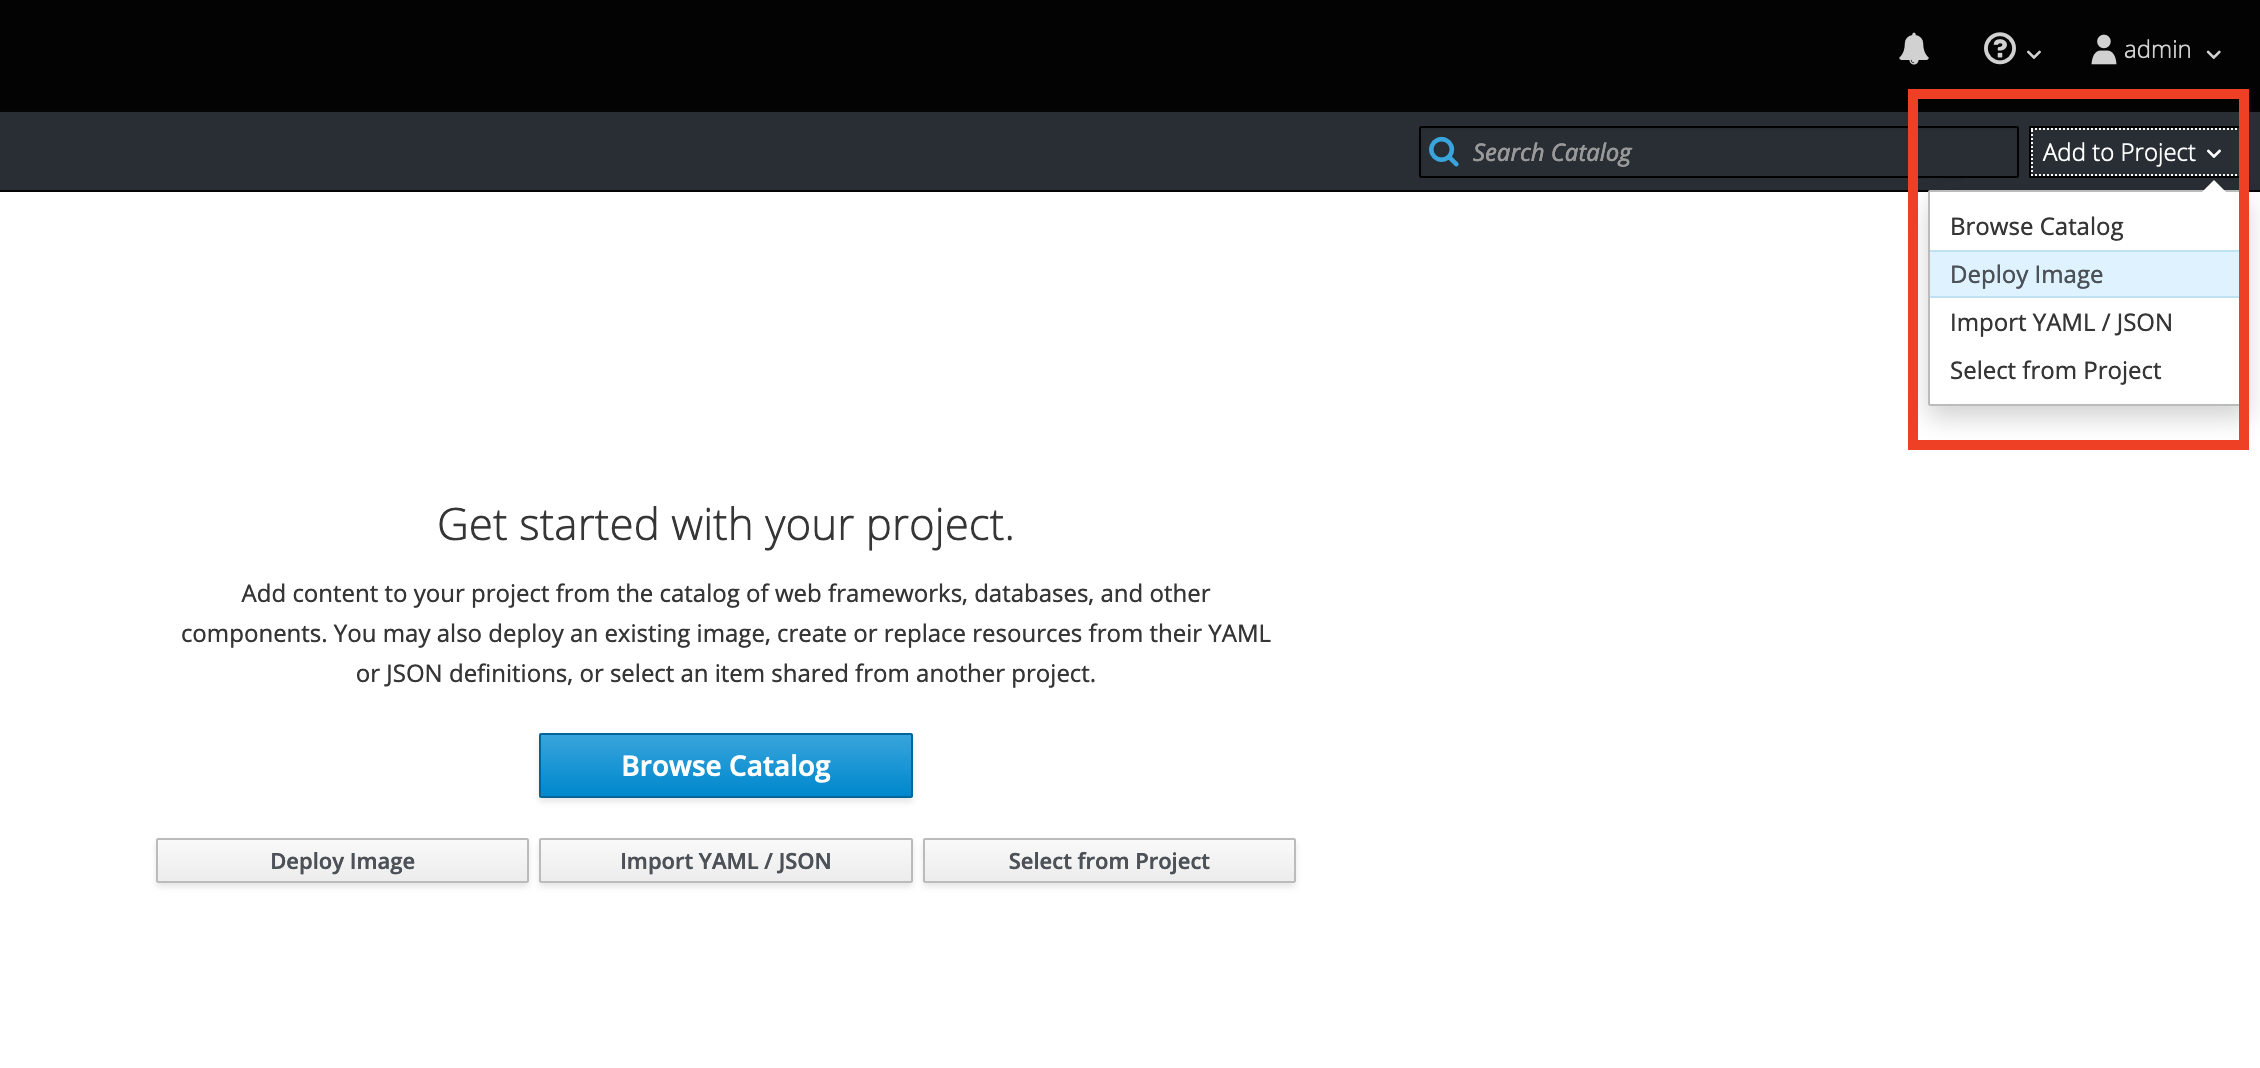 admin
Search Catalog
Add to Project
Browse Catalog
Deploy Image
Import YAML / JSON
Select from Project
Get started with your project.
Add content to your project from the catalog of web frameworks, databases, and other
components. You may also deploy an existing image, create or replace resources from their YAML
or JSON definitions, or select an item shared from another project.
Browse Catalog
Deploy Image
Import YAML / JSON
Select from Project